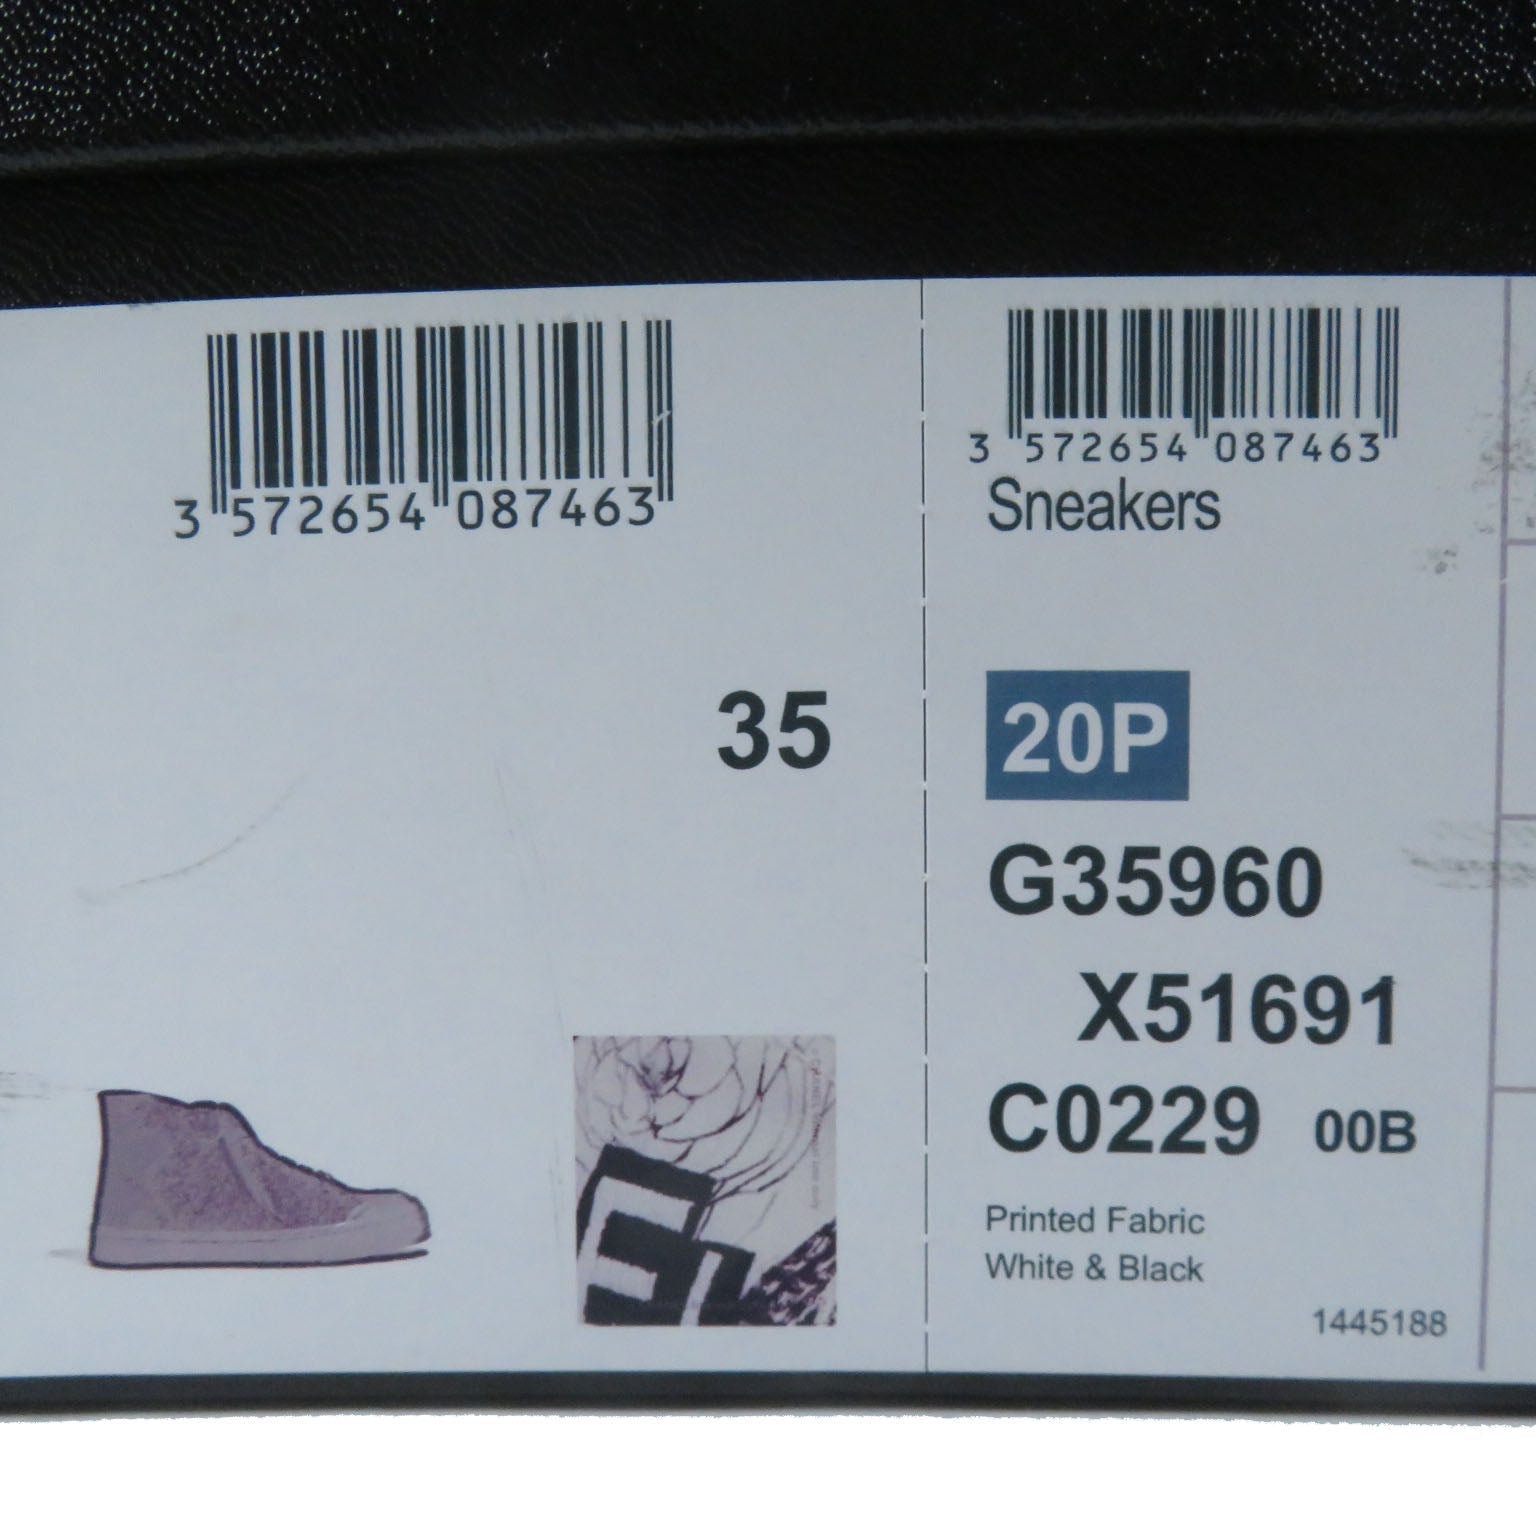 3 572654 087463
35
3 572654 087463
Sneakers
20P
G35960
X51691
C0229 00B
Printed Fabric
White & Black
1445188